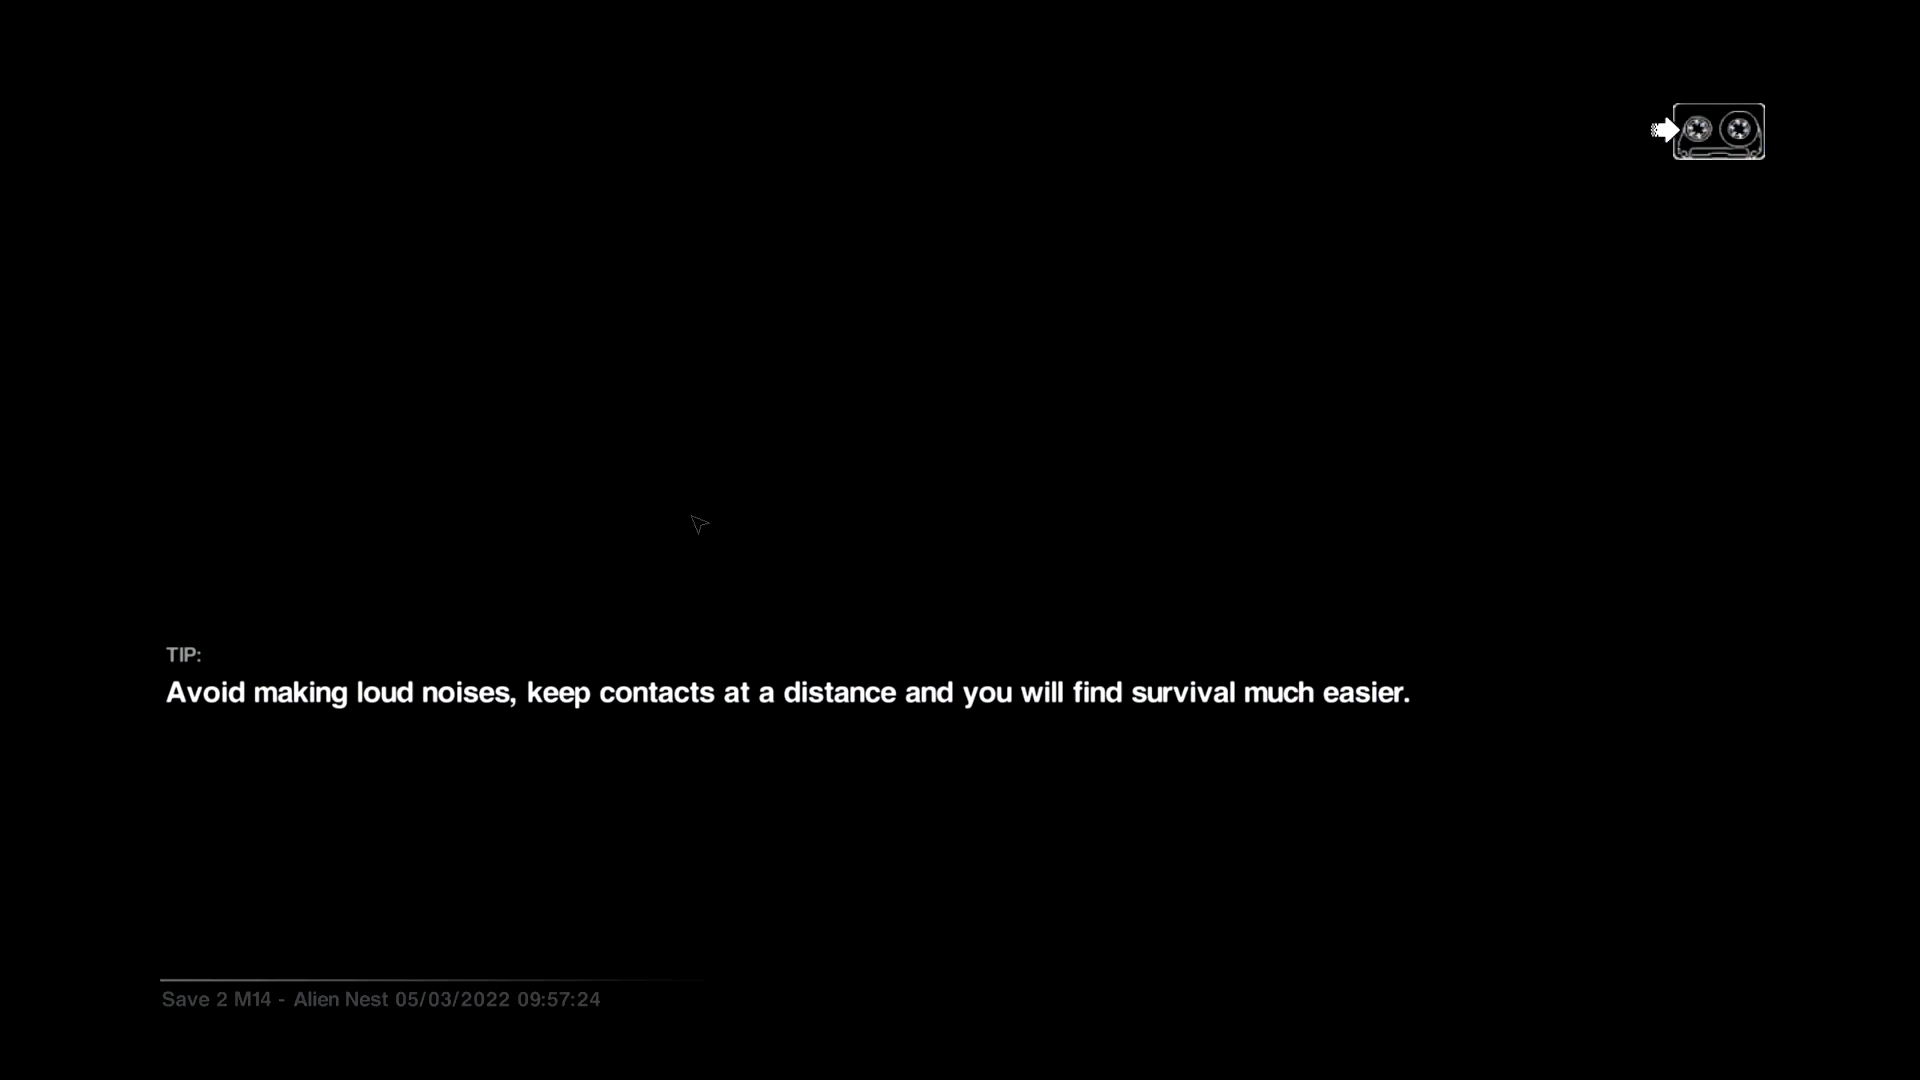 TIP:
Avoid making loud noises, keep contacts at a distance and you will find survival much easier.
Save 2 M14 - Alien Nest 05/03/2022 09:57:24